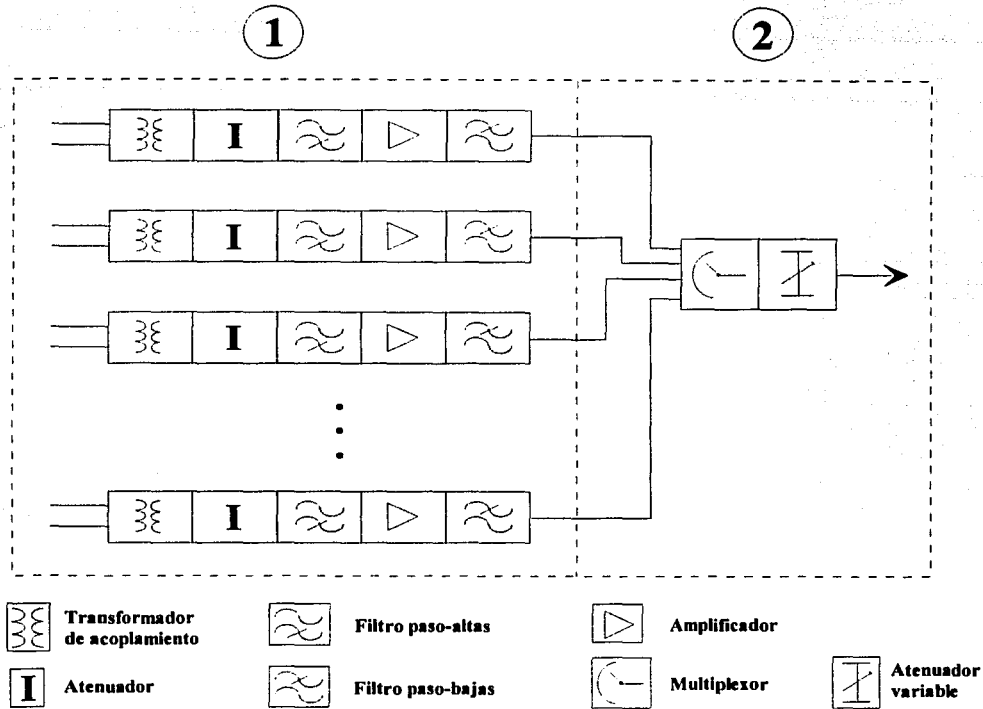 1
2
Transformador
de acoplamiento
Filtro paso-altas
Amplificador
Atenuador
Filtro paso-bajas
Multiplexor
Atenuador
variable